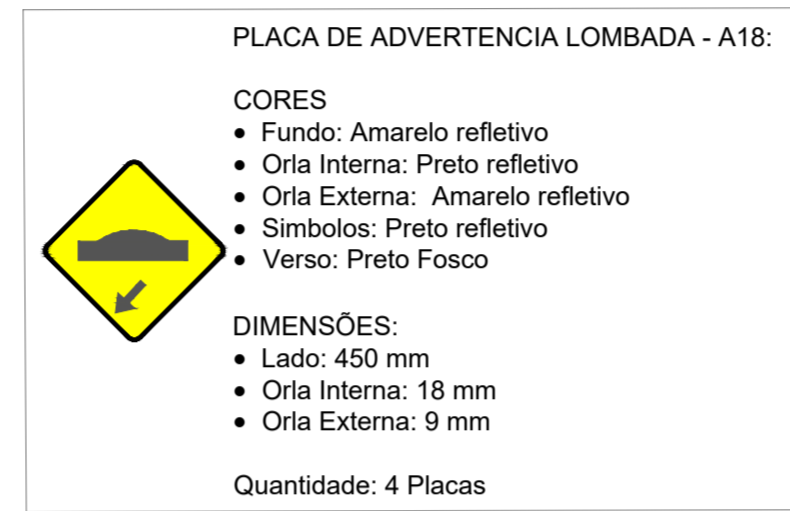 PLACA DE ADVERTENCIA LOMBADA - A18:
CORES
• Fundo: Amarelo refletivo
• Orla Interna: Preto refletivo
• Orla Externa: Amarelo refletivo
• Simbolos: Preto refletivo
• Verso: Preto Fosco
DIMENSÕES:
• Lado: 450 mm
• Orla Interna: 18 mm
• Orla Externa: 9 mm
Quantidade: 4 Placas